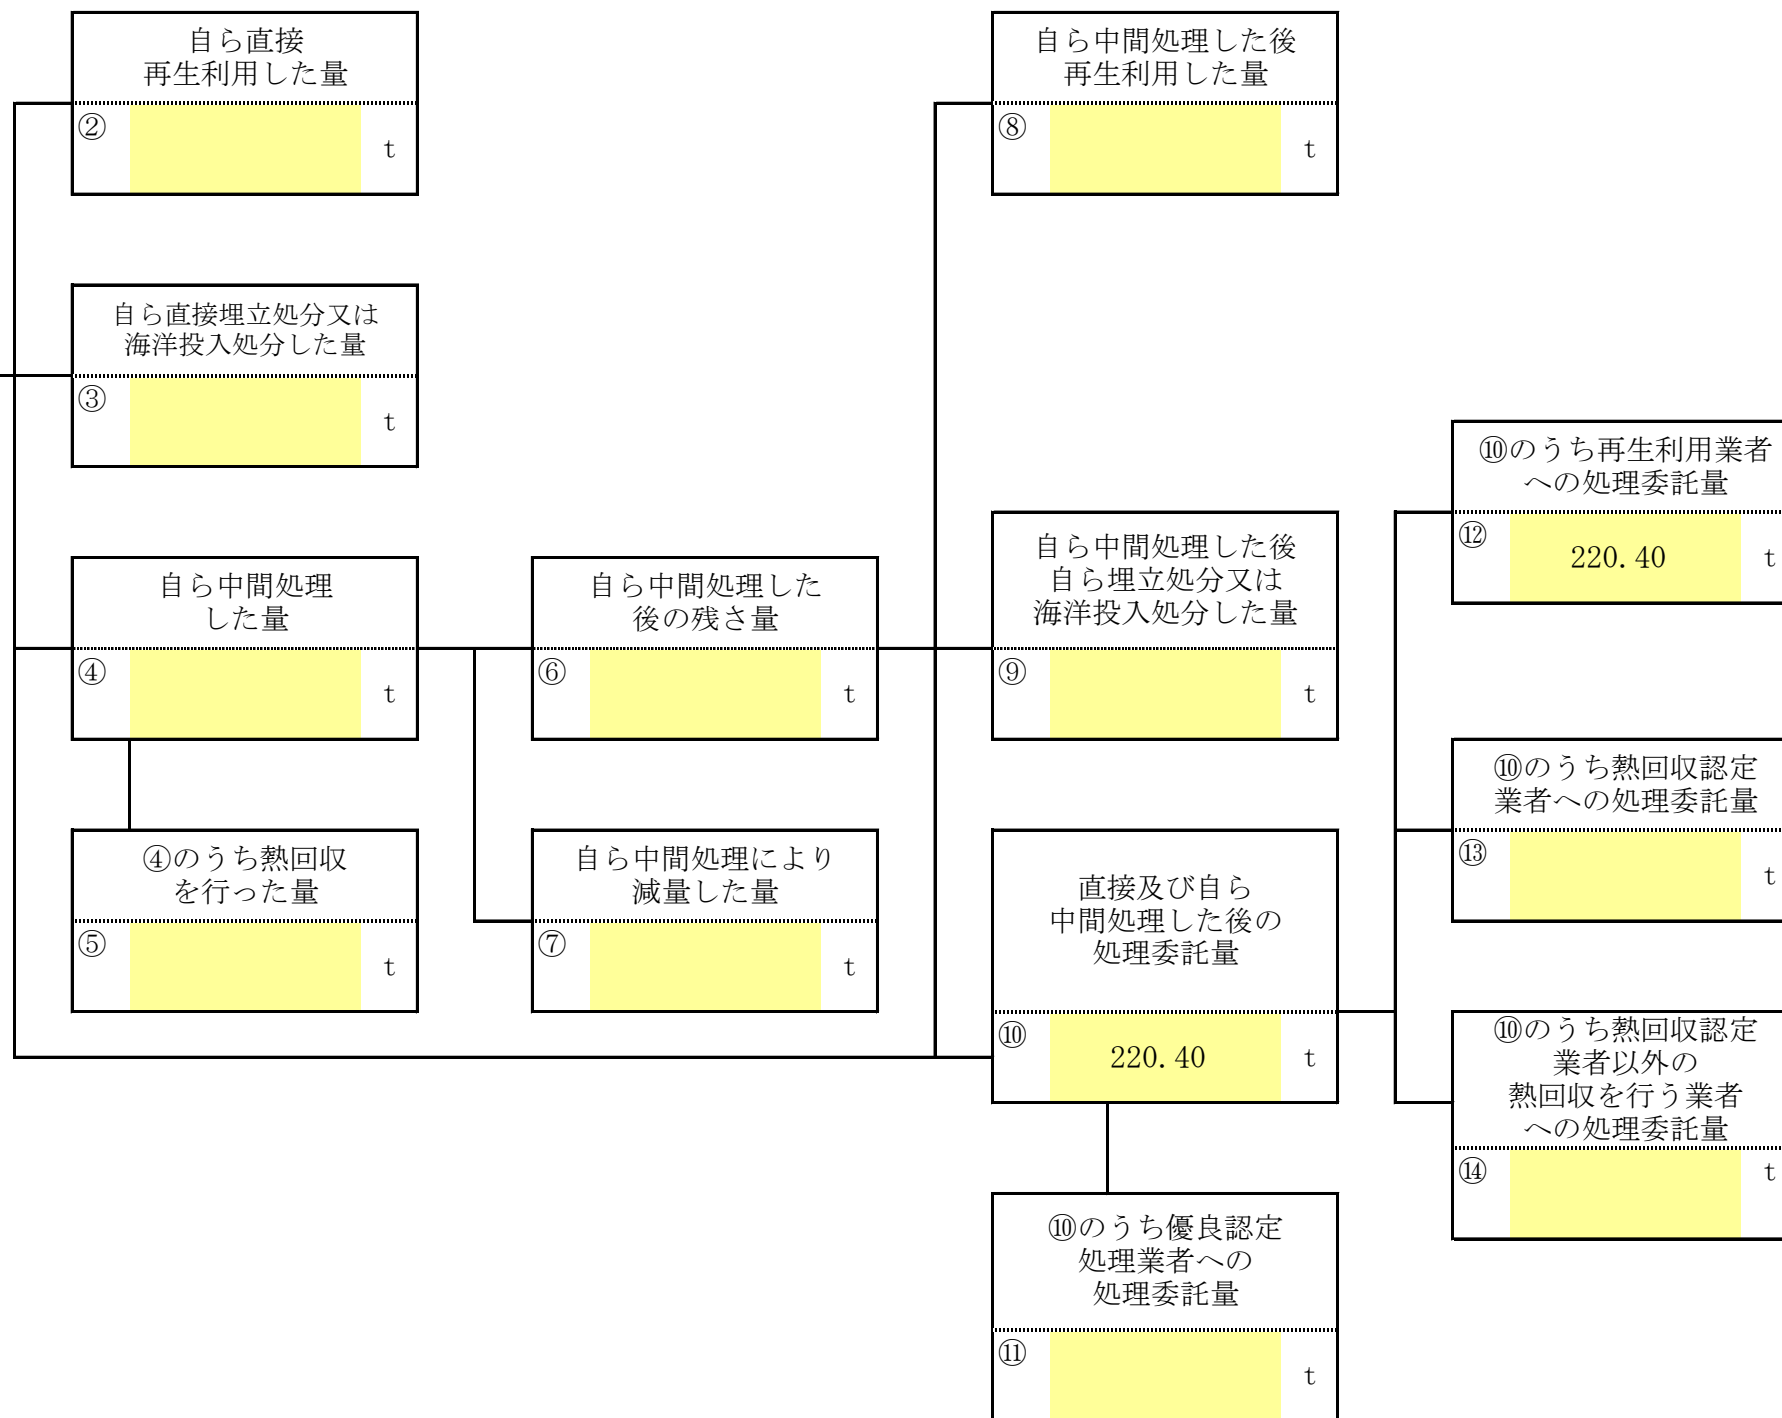 自ら直接
再生利用した量
②
t
自ら中間処理した後
再生利用した量
⑧
t
自ら直接埋立処分又は
海洋投入処分した量
③
t
⑩のうち再生利用業者
への処理委託量
⑫
220.40
t
自ら中間処理
した量
④
t
自ら中間処理した
後の残さ量
⑥
t
自ら中間処理した後
自ら埋立処分又は
海洋投入処分した量
⑨
t
⑩のうち熱回収認定
業者への処理委託量
⑬
t
④のうち熱回収
を行った量
⑤
t
自ら中間処理により
減量した量
⑦
t
直接及び自ら
中間処理した後の
処理委託量
⑩
220.40
t
⑩のうち熱回収認定
業者以外の
熱回収を行う業者
への処理委託量
⑭
t
⑩のうち優良認定
処理業者への
処理委託量
⑪
t